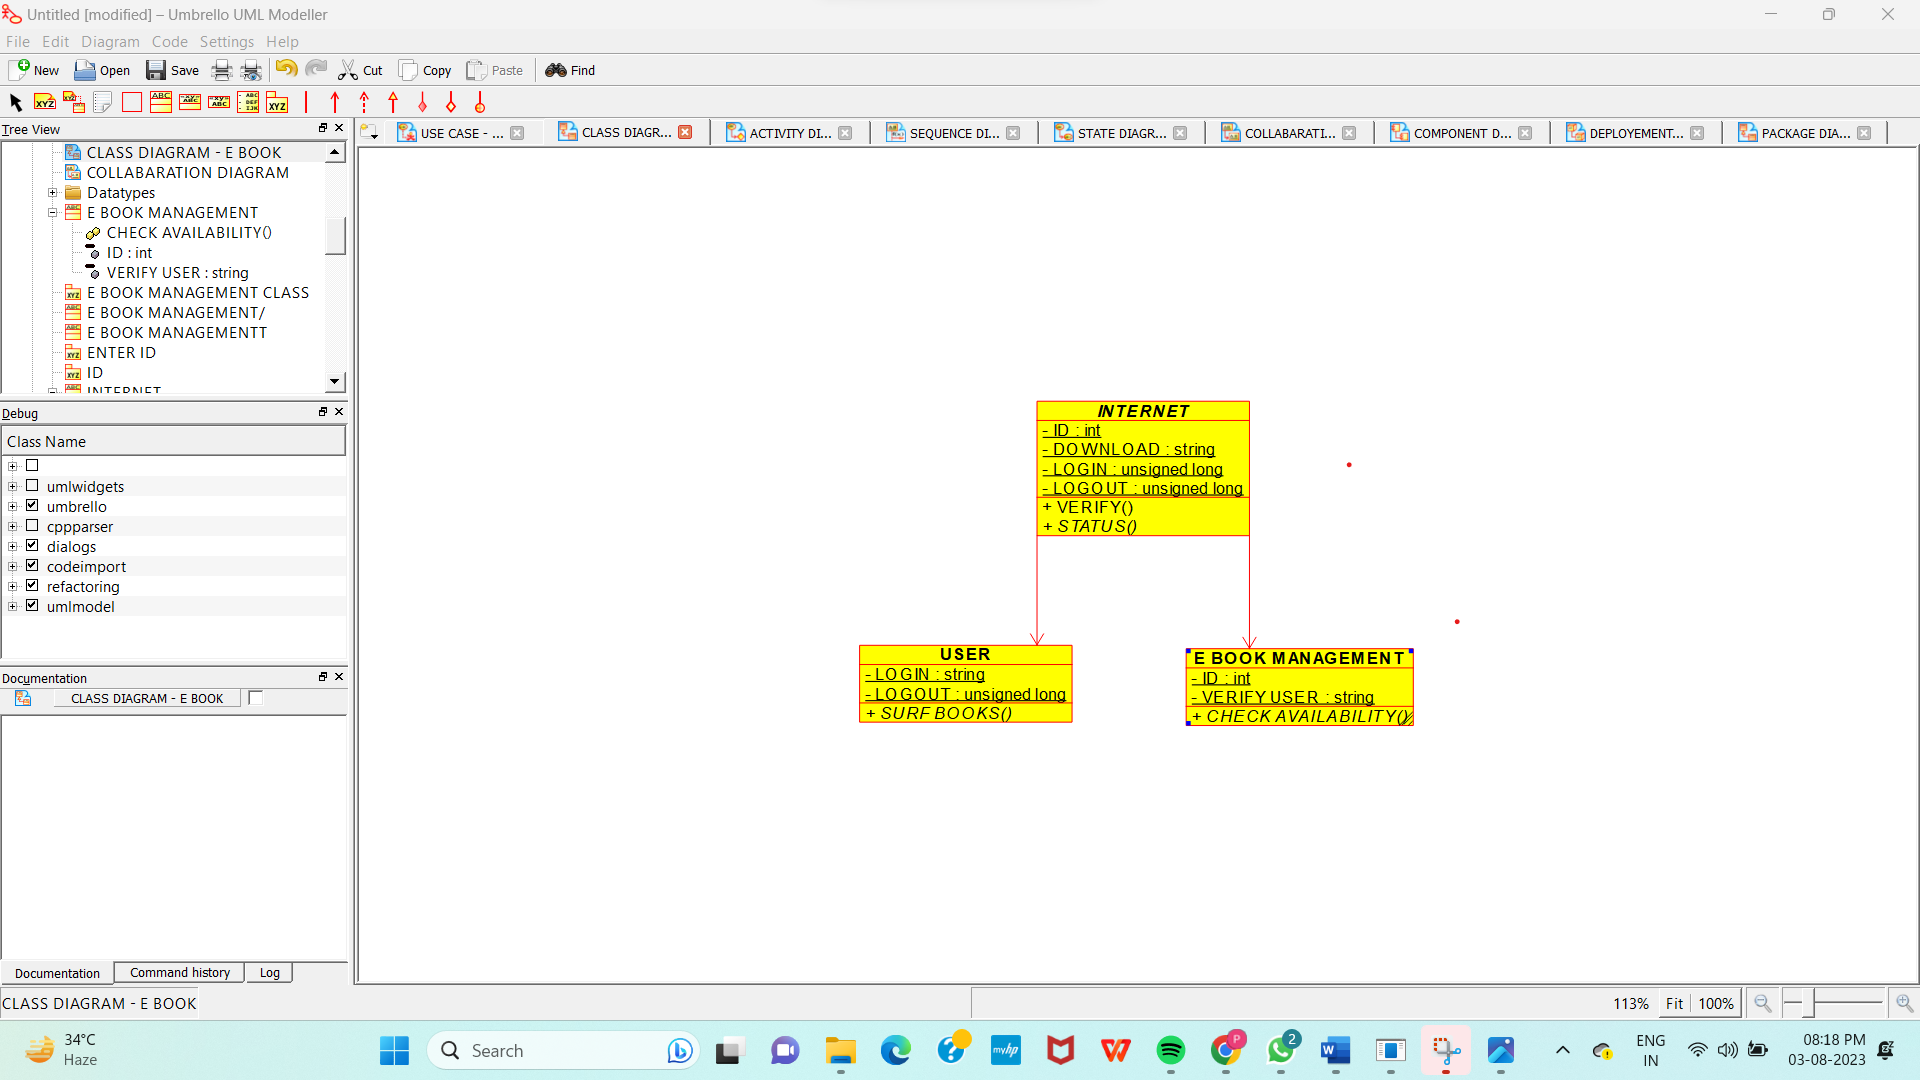 Untitled [modified] – Umbrello UML Modeller
File Edit Diagram Code Settings Help
New Open Save Cut Copy Paste Find
Tree View
USE CASE - ... CLASS DIAGR... ACTIVITY DI... SEQUENCE DI... STATE DIAGR... COLLABARATI... COMPONENT D... DEPLOYEMENT... PACKAGE DIA...
CLASS DIAGRAM - E BOOK
COLLABARATION DIAGRAM
Datatypes
E BOOK MANAGEMENT
CHECK AVAILABILITY()
ID : int
VERIFY USER : string
E BOOK MANAGEMENT CLASS
E BOOK MANAGEMENT/
E BOOK MANAGEMENTT
ENTER ID
ID
INTERNET
Debug
Class Name
umlwidgets
umbrello
cppparser
dialogs
codeimport
refactoring
umlmodel
Documentation
CLASS DIAGRAM - E BOOK
INTERNET
- ID : int
- DOWNLOAD : string
- LOGIN : unsigned long
- LOGOUT : unsigned long
+ VERIFY()
+ STATUS()
USER
- LOGIN : string
- LOGOUT : unsigned long
+ SURF BOOKS()
E BOOK MANAGEMENT
- ID : int
- VERIFY USER : string
+ CHECK AVAILABILITY()
Documentation Command history Log
CLASS DIAGRAM - E BOOK
113% Fit 100%
34°C
Haze
Search
myhp
P
2
ENG
IN
08:18 PM
03-08-2023